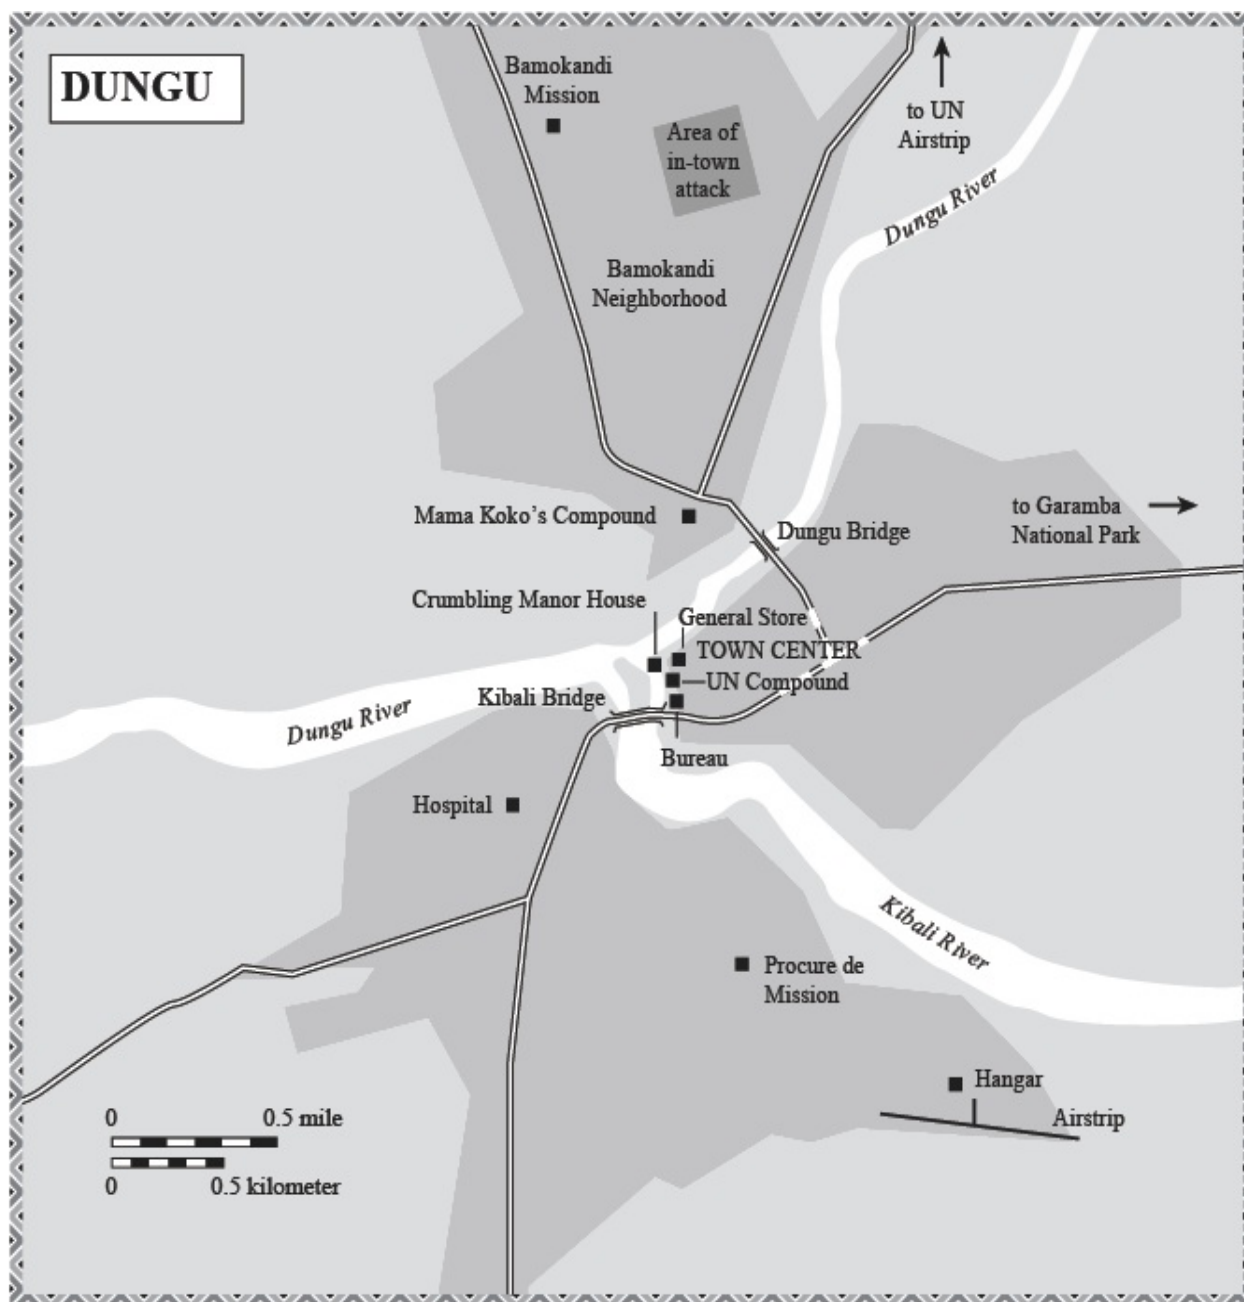 DUNGU
Bamokandi
Mission
Area of
in-town
attack
to UN
Airstrip
Dungu River
Bamokandi
Neighborhood
to Garamba
National Park
Mama Koko’s Compound
Dungu Bridge
Crumbling Manor House
General Store
TOWN CENTER
UN Compound
Kibali Bridge
Dungu River
Bureau
Hospital
Kibali River
Procure de
Mission
Hangar
Airstrip
0 0.5 mile
0 0.5 kilometer